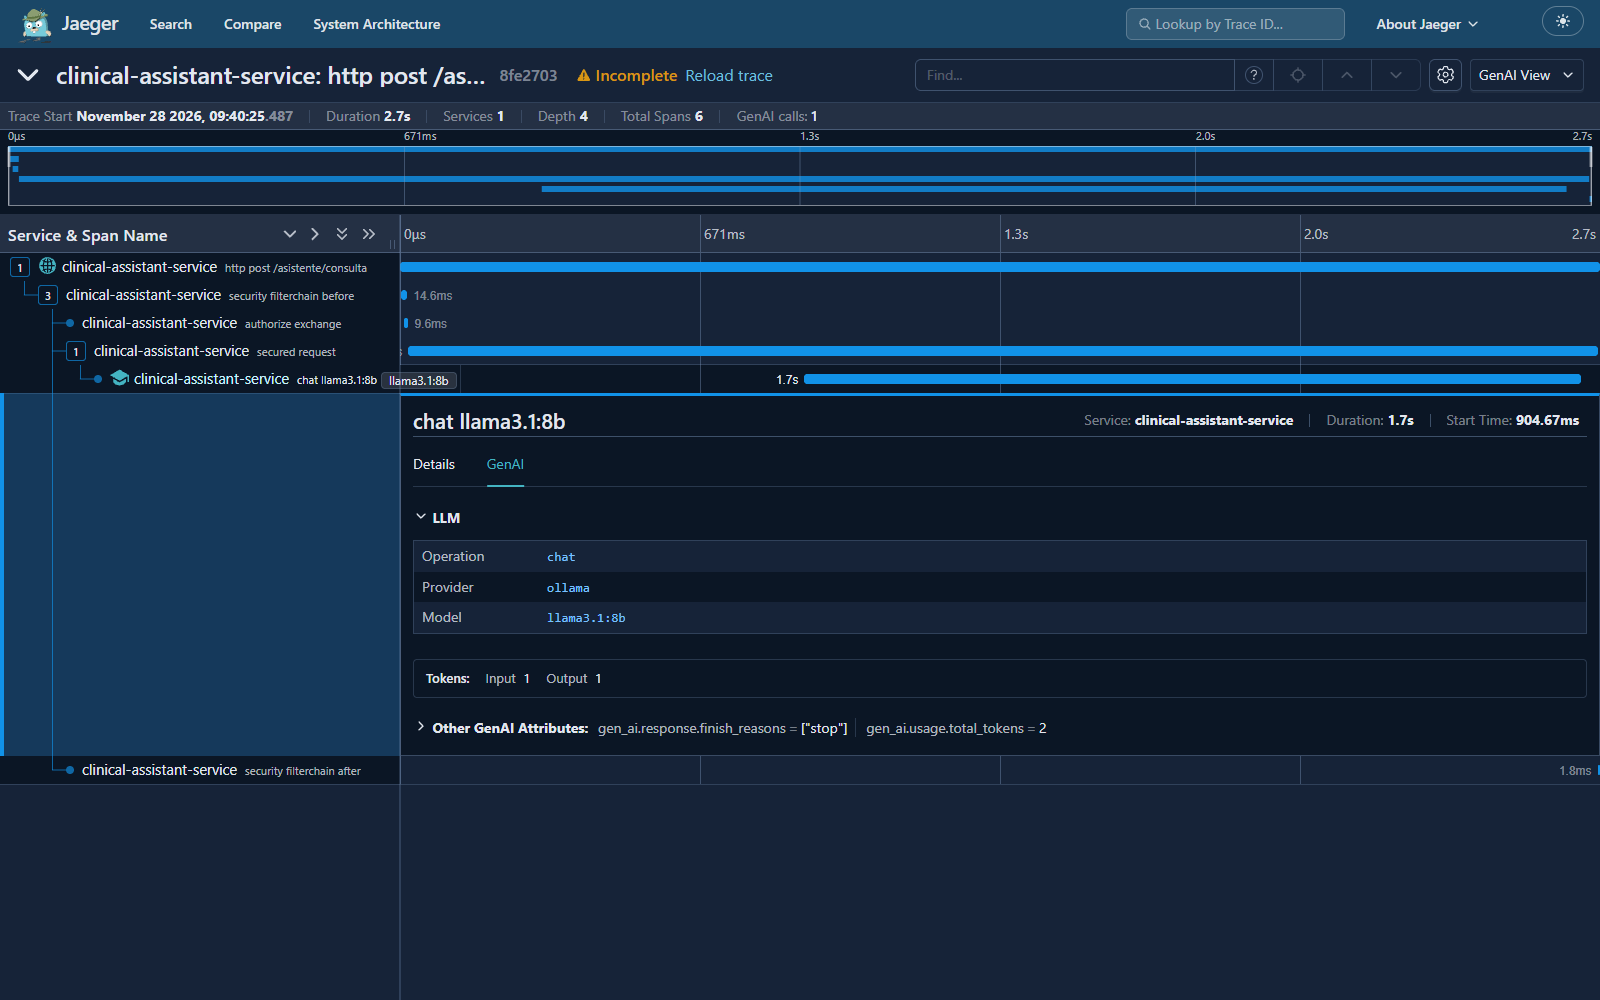 Jaeger Search Compare System Architecture Lookup by Trace ID... About Jaeger
clinical-assistant-service: http post /as... 8fe2703 Incomplete Reload trace Find... ? GenAI View
Trace Start November 28 2026, 09:40:25.487 Duration 2.7s Services 1 Depth 4 Total Spans 6 GenAI calls: 1
0μs 671ms 1.3s 2.0s 2.7s
Service & Span Name 0μs 671ms 1.3s 2.0s 2.7s
1 clinical-assistant-service http post /asistente/consulta
3 clinical-assistant-service security filterchain before 14.6ms
clinical-assistant-service authorize exchange 9.6ms
1 clinical-assistant-service secured request
clinical-assistant-service chat llama3.1:8b llama3.1:8b 1.7s
chat llama3.1:8b Service: clinical-assistant-service Duration: 1.7s Start Time: 904.67ms
Details GenAI
LLM
Operation chat
Provider ollama
Model llama3.1:8b
Tokens: Input 1 Output 1
Other GenAI Attributes: gen_ai.response.finish_reasons = ["stop"] gen_ai.usage.total_tokens = 2
clinical-assistant-service security filterchain after 1.8ms